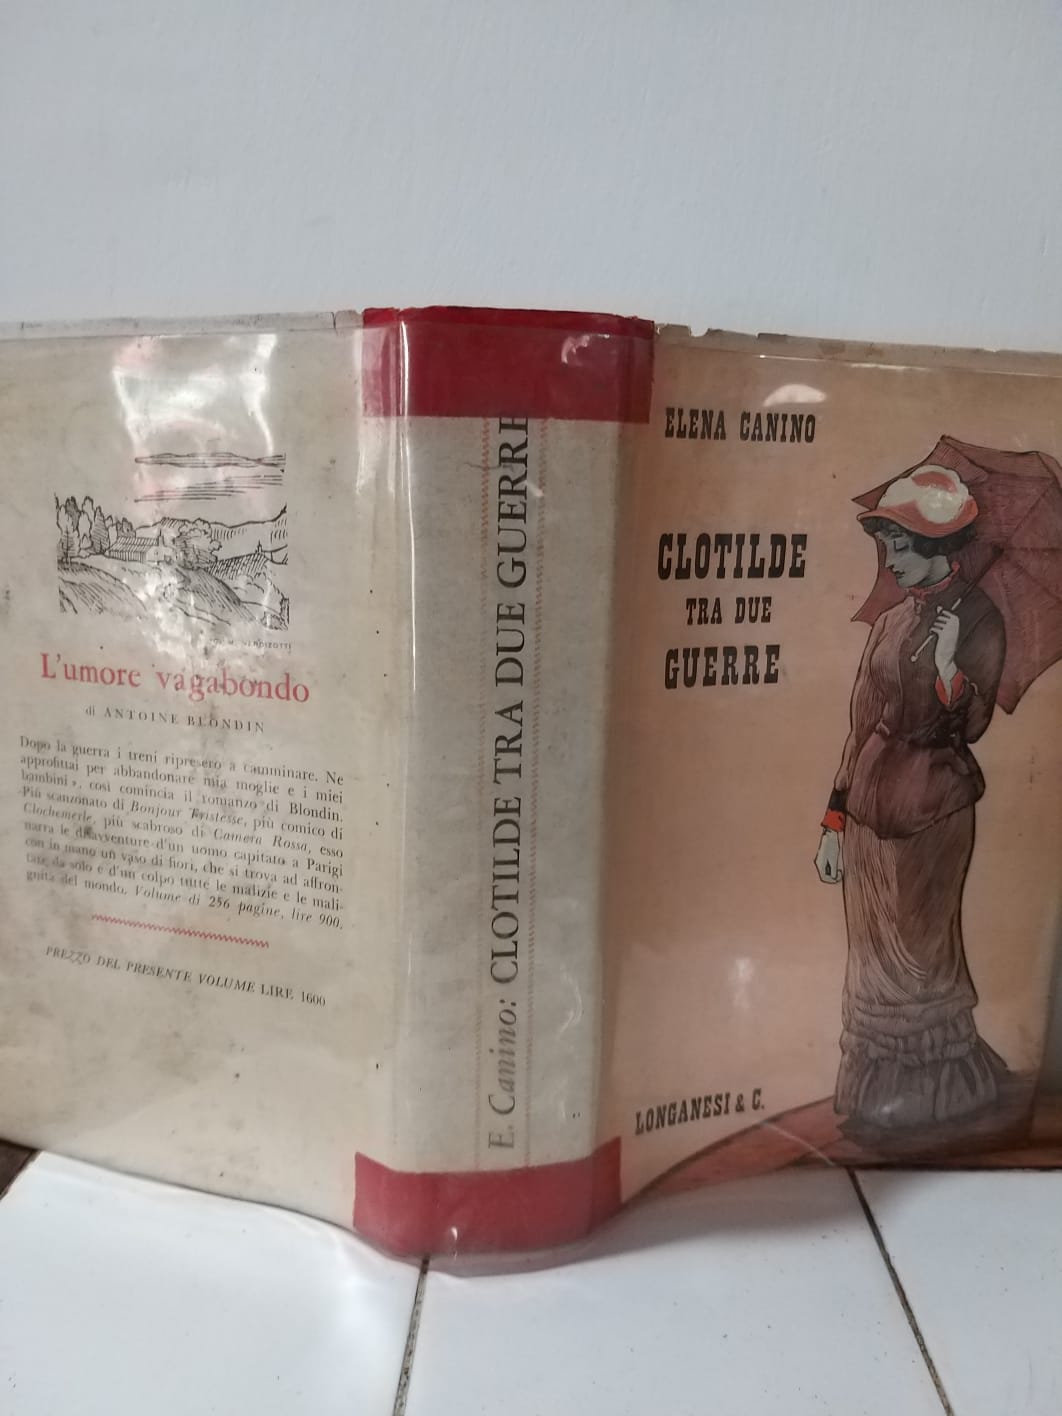 L'umore vagabondo
di ANTOINE BLONDIN
Dopo la guerra i treni ripresero a camminare. Ne
approfittai per abbandonare mia moglie e i miei
bambini », così comincia il romanzo di Blondin.
Più scanzonato di Bonjour Tristesse, più comico di
Clochemerle, più scabroso di Camera Rossa, esso
narra le disavventure d'un uomo capitato a Parigi
con in mano un vaso di fiori, che si trova ad affron-
tare da solo e d'un colpo tutte le malizie e le mali-
gnità del mondo. Volume di 256 pagine, lire 900.
PREZZO DEL PRESENTE VOLUME LIRE 1600
E. Canino: CLOTILDE TRA DUE GUERRE
ELENA CANINO
CLOTILDE
TRA DUE
GUERRE
LONGANESI & C.